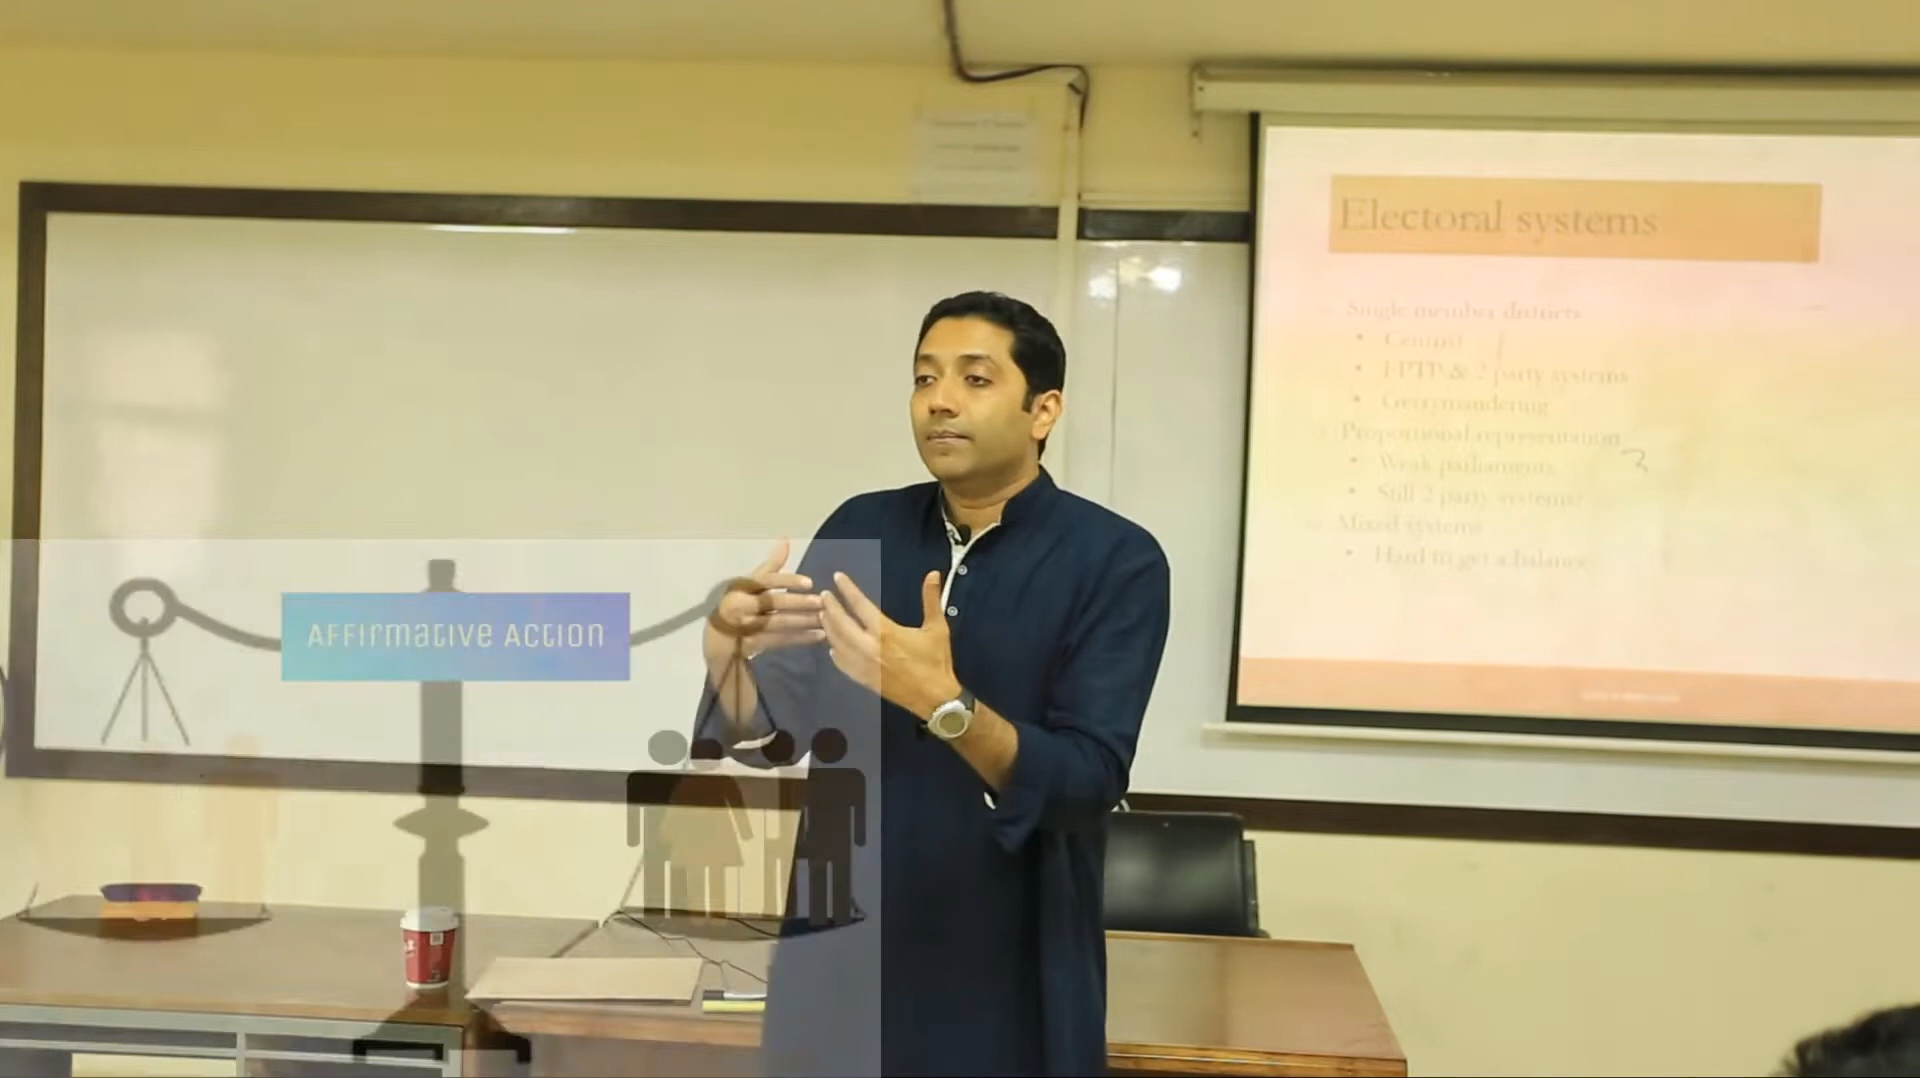 Electoral systems
Single member districts
• Centrist
• FPTP & 2 party systems
• Gerrymandering
Proportional representation
• Weak parliaments
• Still 2 party systems?
Mixed systems
• Hard to get a balance
Affirmative Action